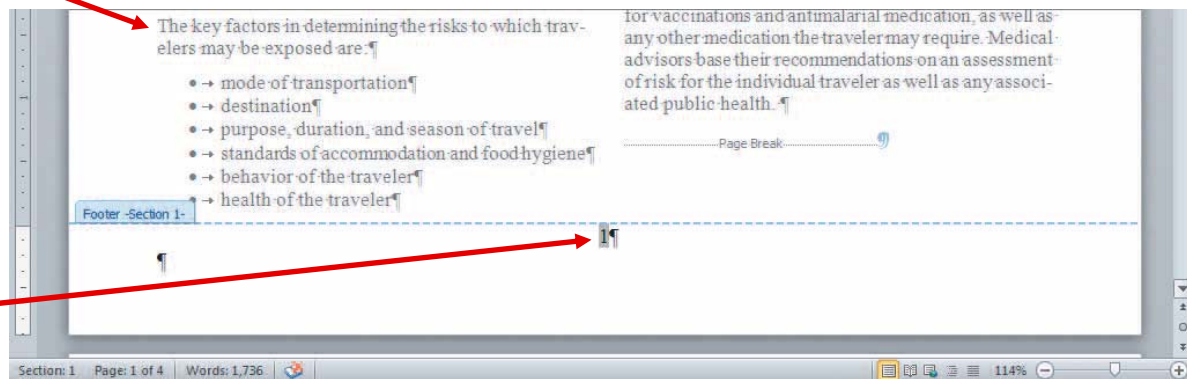 The key factors in determining the risks to which trav-
elers may be exposed are:¶
• → mode of transportation¶
• → destination¶
• → purpose, duration, and season of travel¶
• → standards of accommodation and food hygiene¶
• → behavior of the traveler¶
• → health of the traveler¶
for vaccinations and antimalarial medication, as well as
any other medication the traveler may require. Medical
advisors base their recommendations on an assessment
of risk for the individual traveler as well as any associ-
ated public health. ¶
Page Break ¶
Footer -Section 1-
1¶
¶
Section: 1 Page: 1 of 4 Words: 1,736 114%